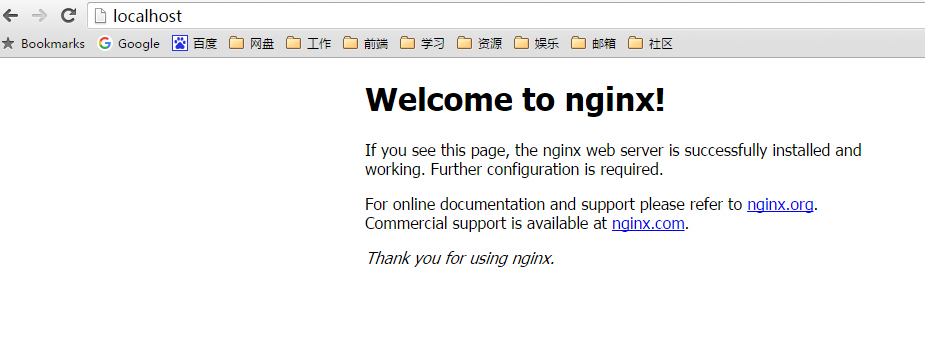 localhost
Bookmarks Google 百度 网盘 工作 前端 学习 资源 娱乐 邮箱 社区
Welcome to nginx!
If you see this page, the nginx web server is successfully installed and
working. Further configuration is required.
For online documentation and support please refer to nginx.org.
Commercial support is available at nginx.com.
Thank you for using nginx.